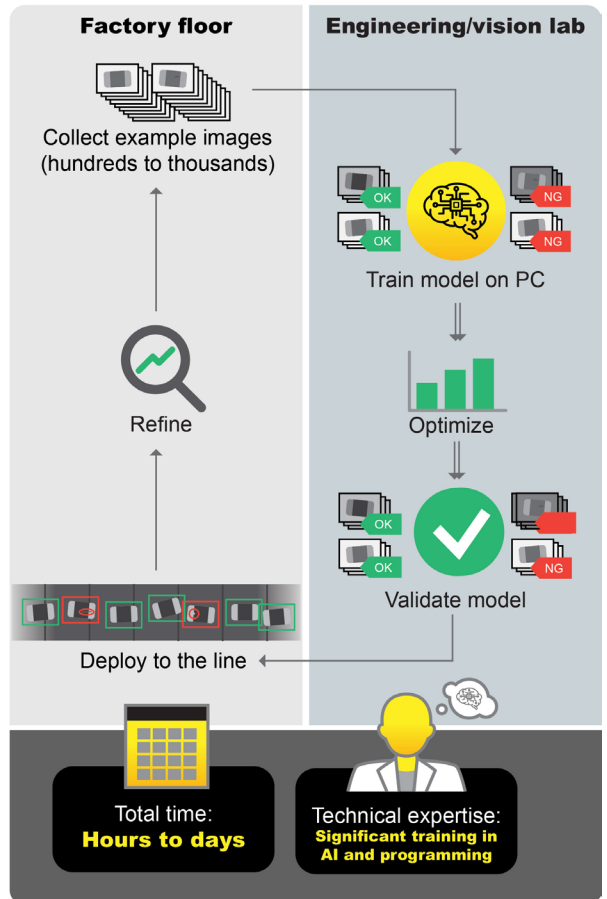 Factory floor
Engineering/vision lab
Collect example images
(hundreds to thousands)
OK
OK
NG
NG
Train model on PC
Refine
Optimize
OK
OK
NG
Validate model
Deploy to the line
Total time:
Hours to days
Technical expertise:
Significant training in
AI and programming